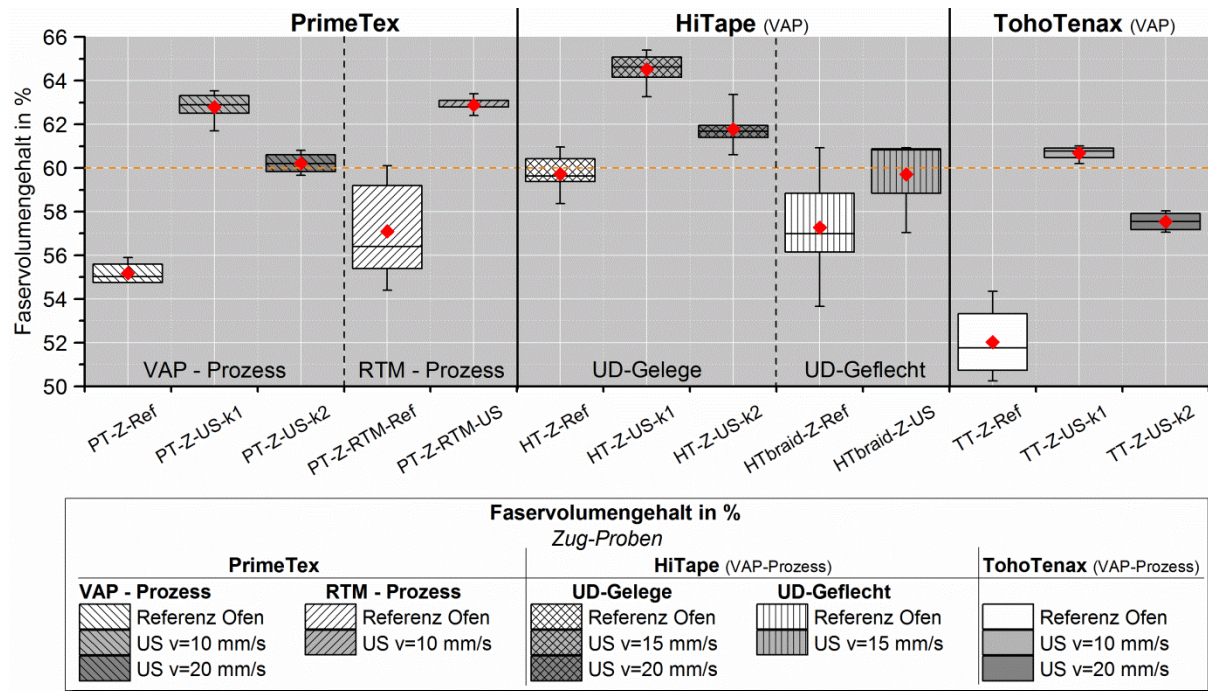 PrimeTex HiTape (VAP) TohoTenax (VAP)
Faservolumengehalt in %
66
64
62
60
58
56
54
52
50
VAP - Prozess RTM - Prozess UD-Gelege UD-Geflecht
PT-Z-Ref PT-Z-US-k1 PT-Z-US-k2 PT-Z-RTM-Ref PT-Z-RTM-US HT-Z-Ref HT-Z-US-k1 HT-Z-US-k2 HTbraid-Z-Ref HTbraid-Z-US TT-Z-Ref TT-Z-US-k1 TT-Z-US-k2
Faservolumengehalt in %
Zug-Proben
PrimeTex HiTape (VAP-Prozess) TohoTenax (VAP-Prozess)
VAP - Prozess RTM - Prozess UD-Gelege UD-Geflecht
Referenz Ofen Referenz Ofen Referenz Ofen Referenz Ofen Referenz Ofen
US v=10 mm/s US v=10 mm/s US v=15 mm/s US v=15 mm/s US v=10 mm/s
US v=20 mm/s US v=20 mm/s US v=20 mm/s